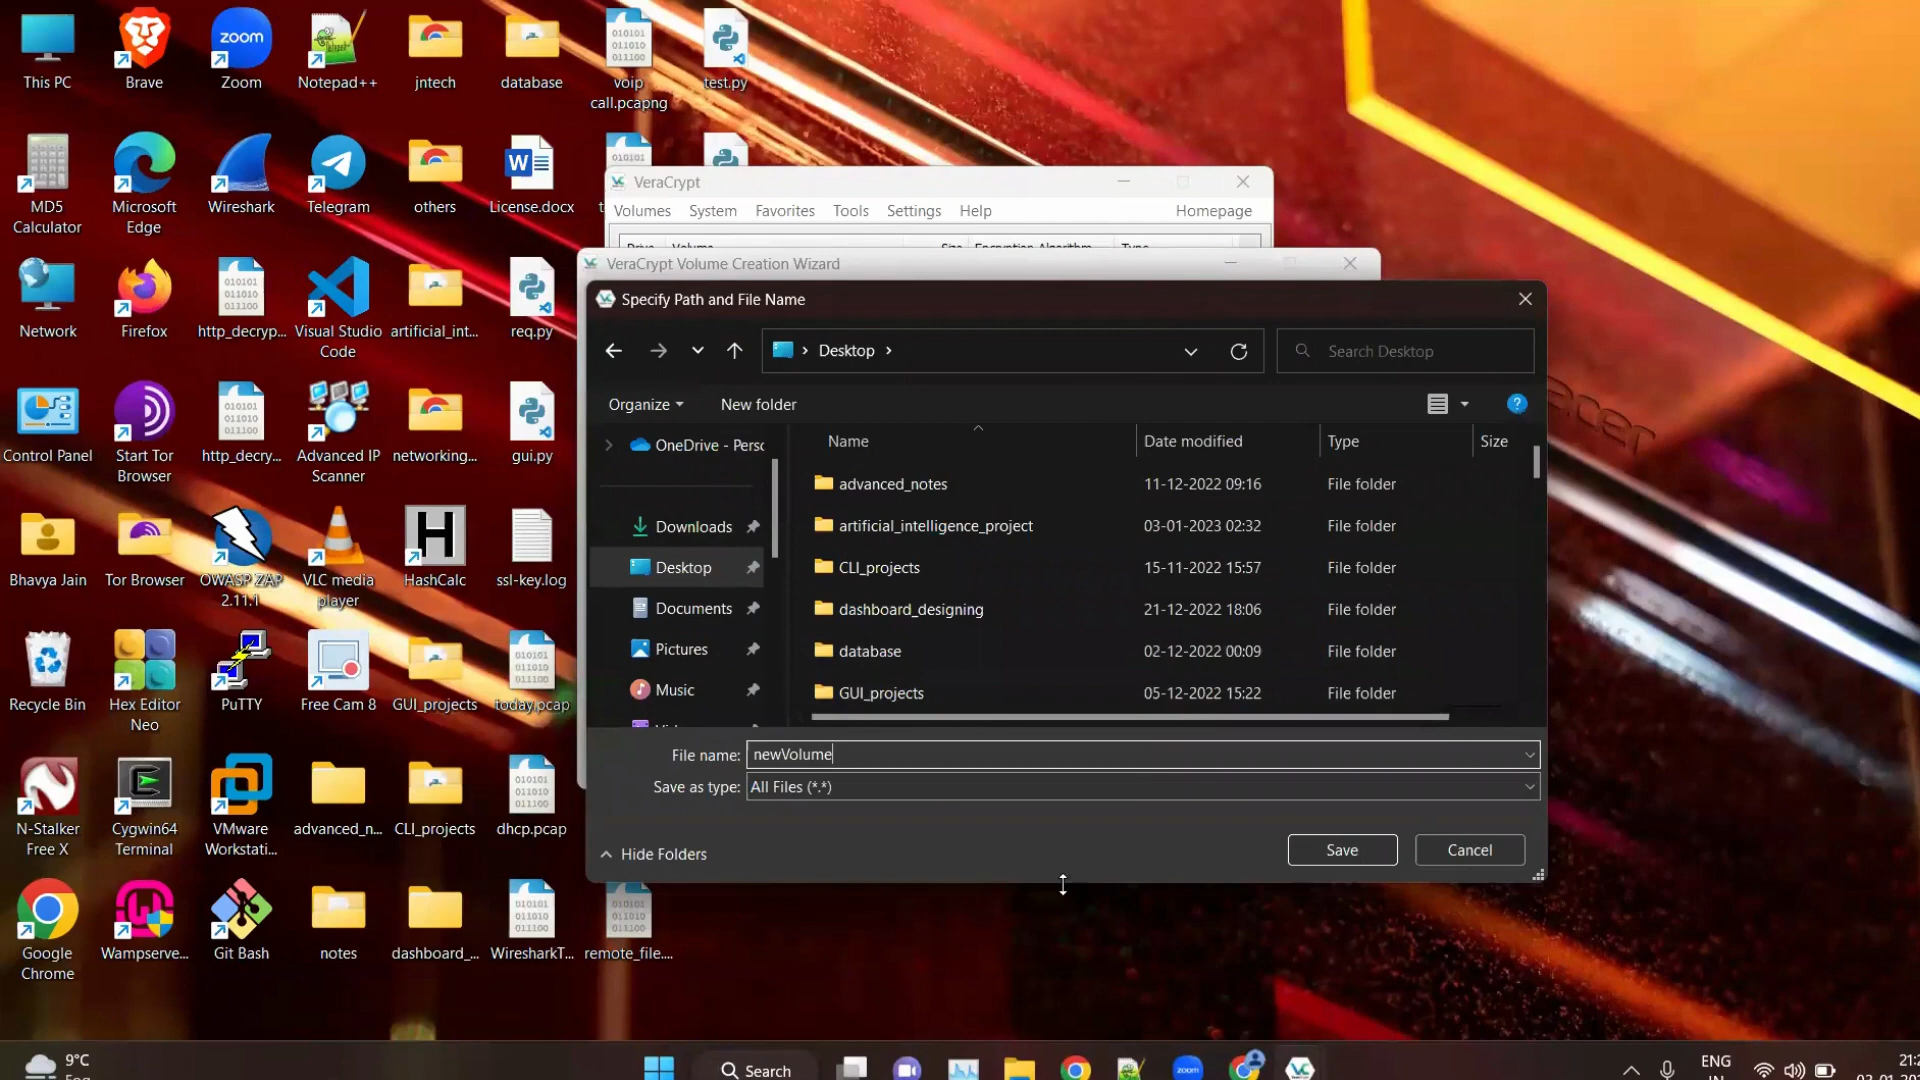 This PC
Brave
zoom
Zoom
Notepad++
jntech
database
voip
call.pcapng
test.py
MD5
Calculator
Microsoft
Edge
Wireshark
Telegram
others
License.docx
Network
Firefox
http_decryp...
Visual Studio
Code
artificial_int...
req.py
Control Panel
Start Tor
Browser
http_decry...
Advanced IP
Scanner
networking...
gui.py
Bhavya Jain
Tor Browser
OWASP ZAP
2.11.1
VLC media
player
HashCalc
ssl-key.log
Recycle Bin
Hex Editor
Neo
PuTTY
Free Cam 8
GUI_projects
today.pcap
N-Stalker
Free X
Cygwin64
Terminal
VMware
Workstati...
advanced_n...
CLI_projects
dhcp.pcap
Google
Chrome
Wampserve...
Git Bash
notes
dashboard_...
WiresharkT...
remote_file....
VeraCrypt
Volumes System Favorites Tools Settings Help Homepage
Drive Volume Size Encryption Algorithm Type
VeraCrypt Volume Creation Wizard
Specify Path and File Name
Desktop
Search Desktop
Organize New folder
OneDrive - Persc
Downloads
Desktop
Documents
Pictures
Music
Name Date modified Type Size
advanced_notes 11-12-2022 09:16 File folder
artificial_intelligence_project 03-01-2023 02:32 File folder
CLI_projects 15-11-2022 15:57 File folder
dashboard_designing 21-12-2022 18:06 File folder
database 02-12-2022 00:09 File folder
GUI_projects 05-12-2022 15:22 File folder
File name: newVolume
Save as type: All Files (*.*)
Hide Folders
Save Cancel
acer
9°C
Search
zoom
ENG
IN